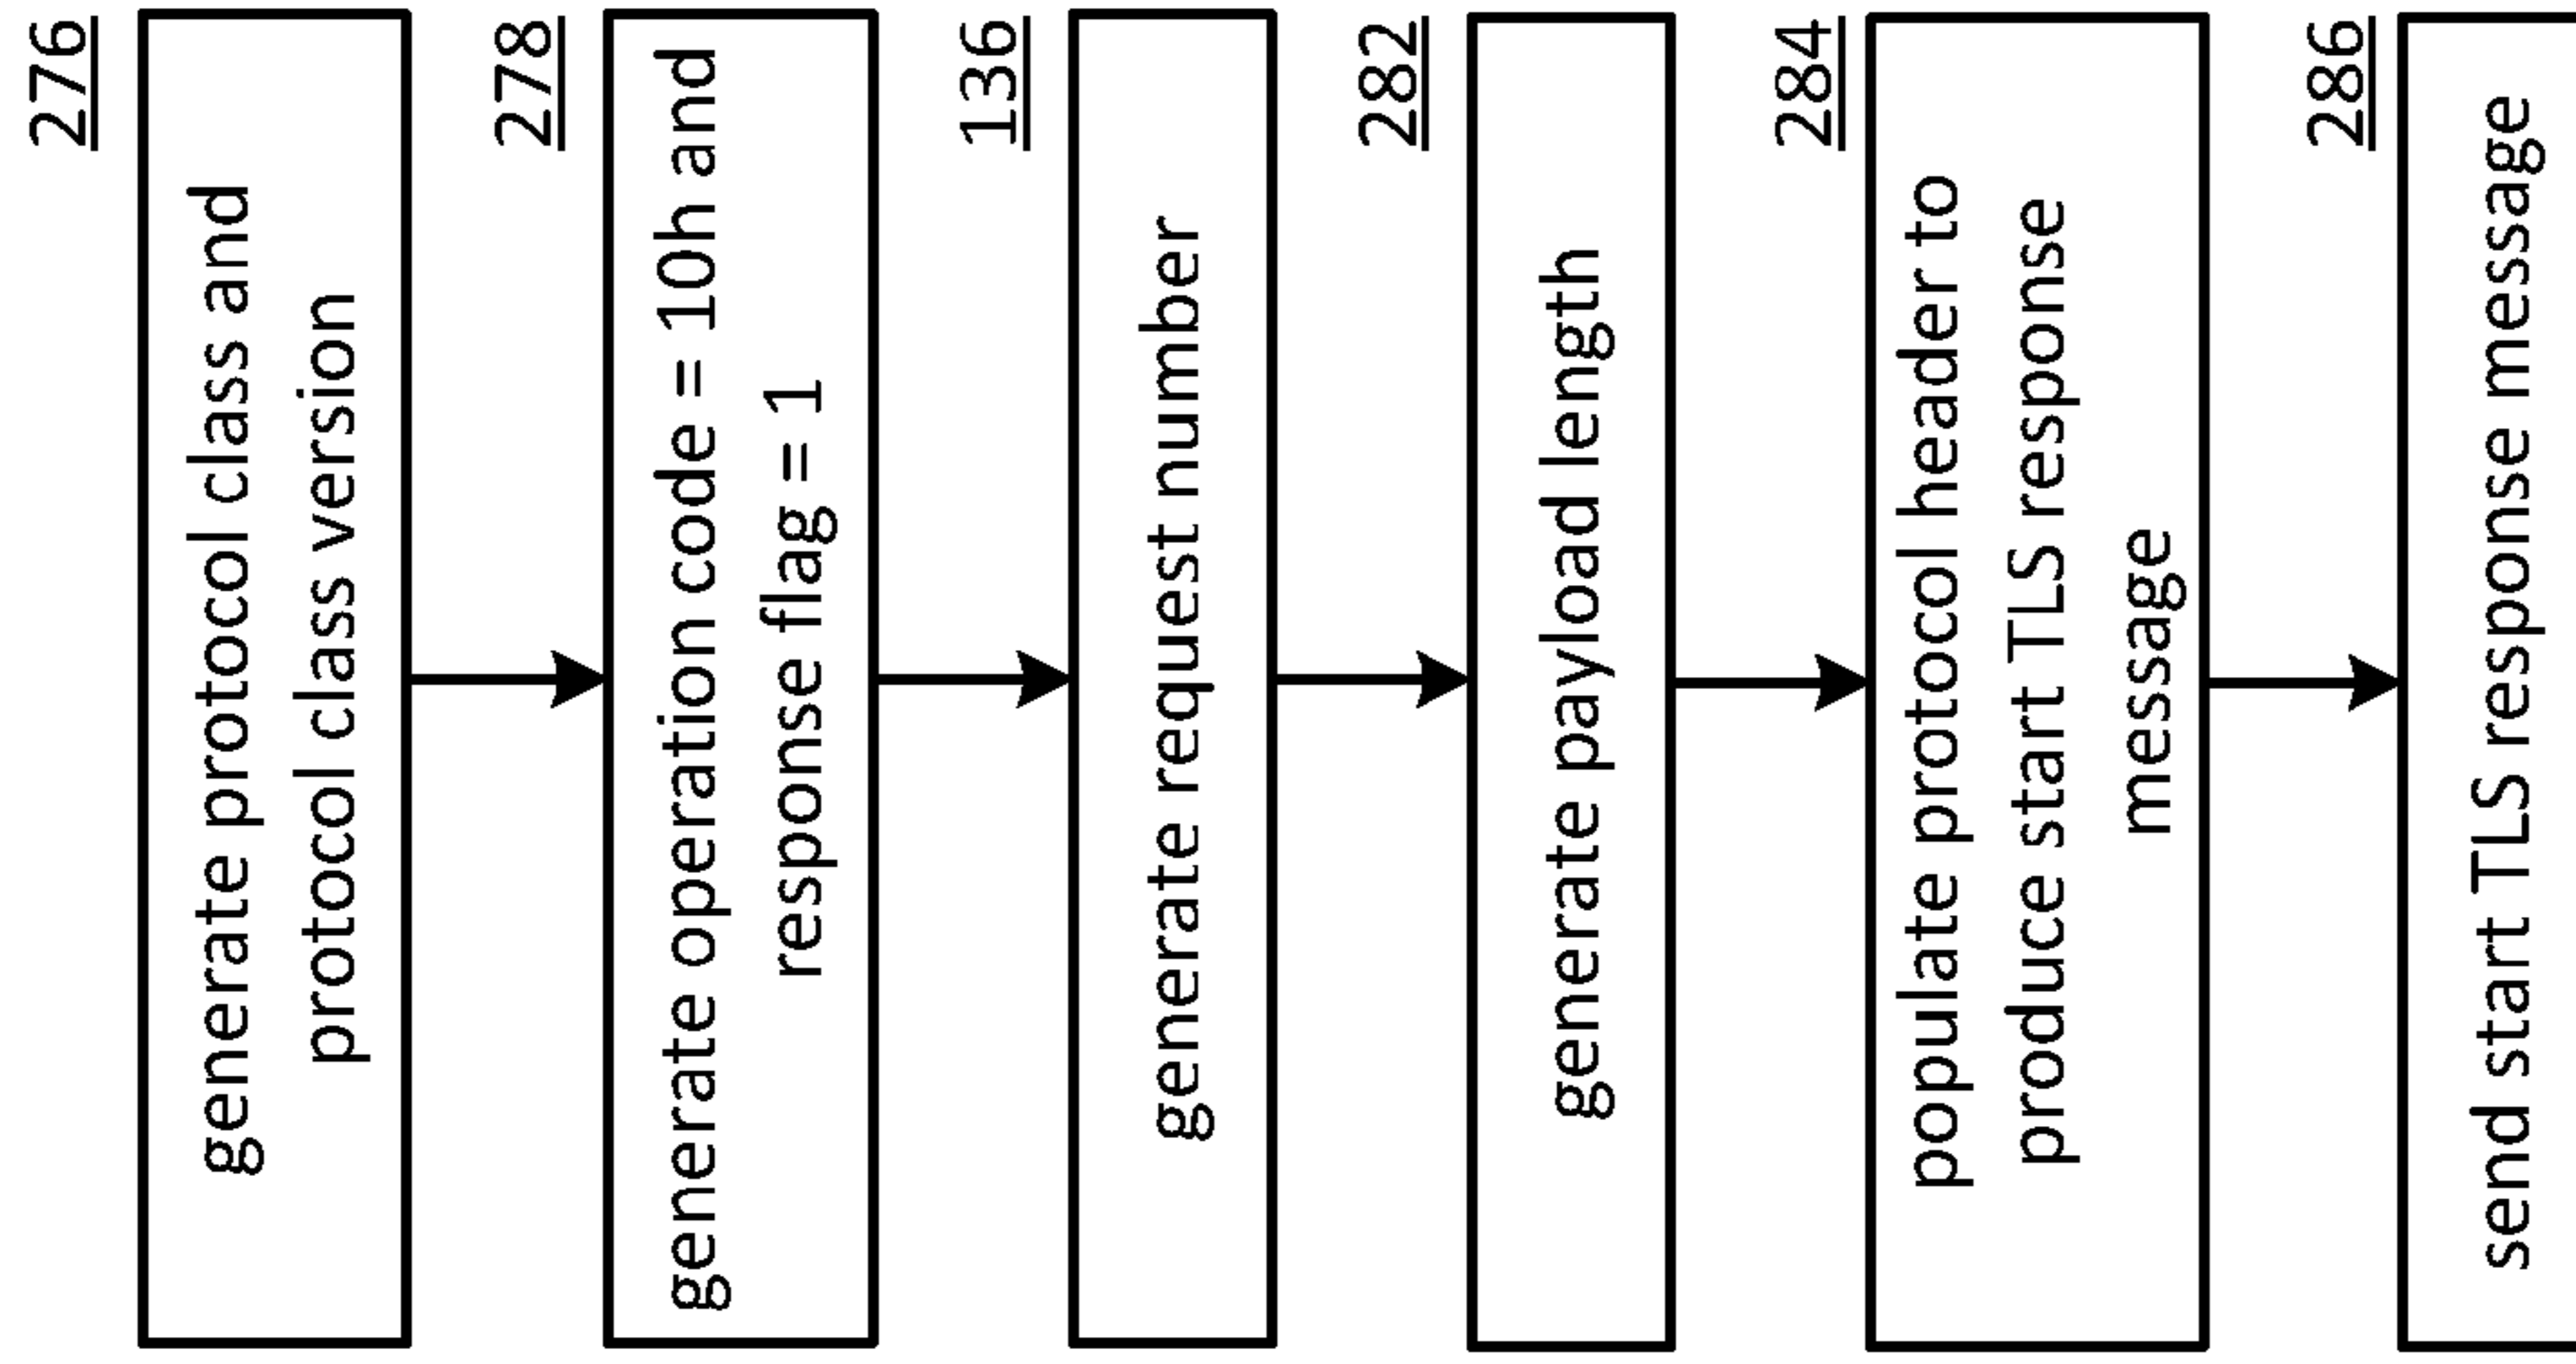 276
generate protocol class and
protocol class version
278
generate operation code = 10h and
response flag = 1
136
generate request number
282
generate payload length
284
populate protocol header to
produce start TLS response
message
286
send start TLS response message